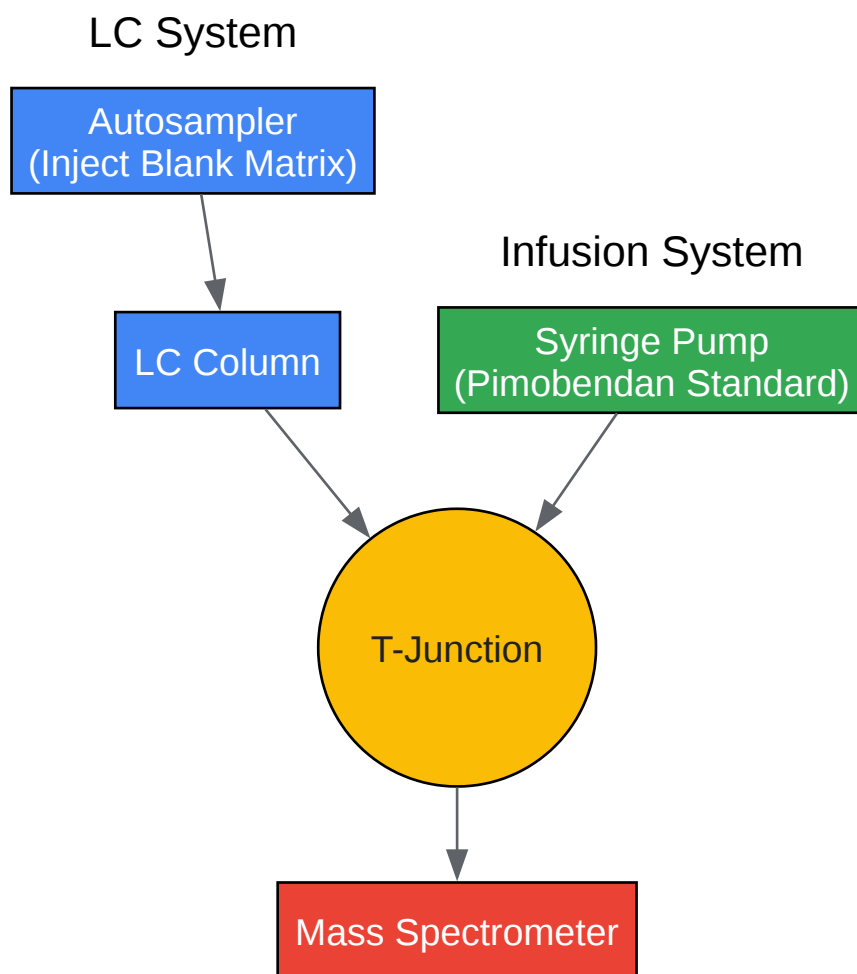 LC System
Autosampler
(Inject Blank Matrix)
Infusion System
LC Column
Syringe Pump
(Pimobendan Standard)
T-Junction
Mass Spectrometer